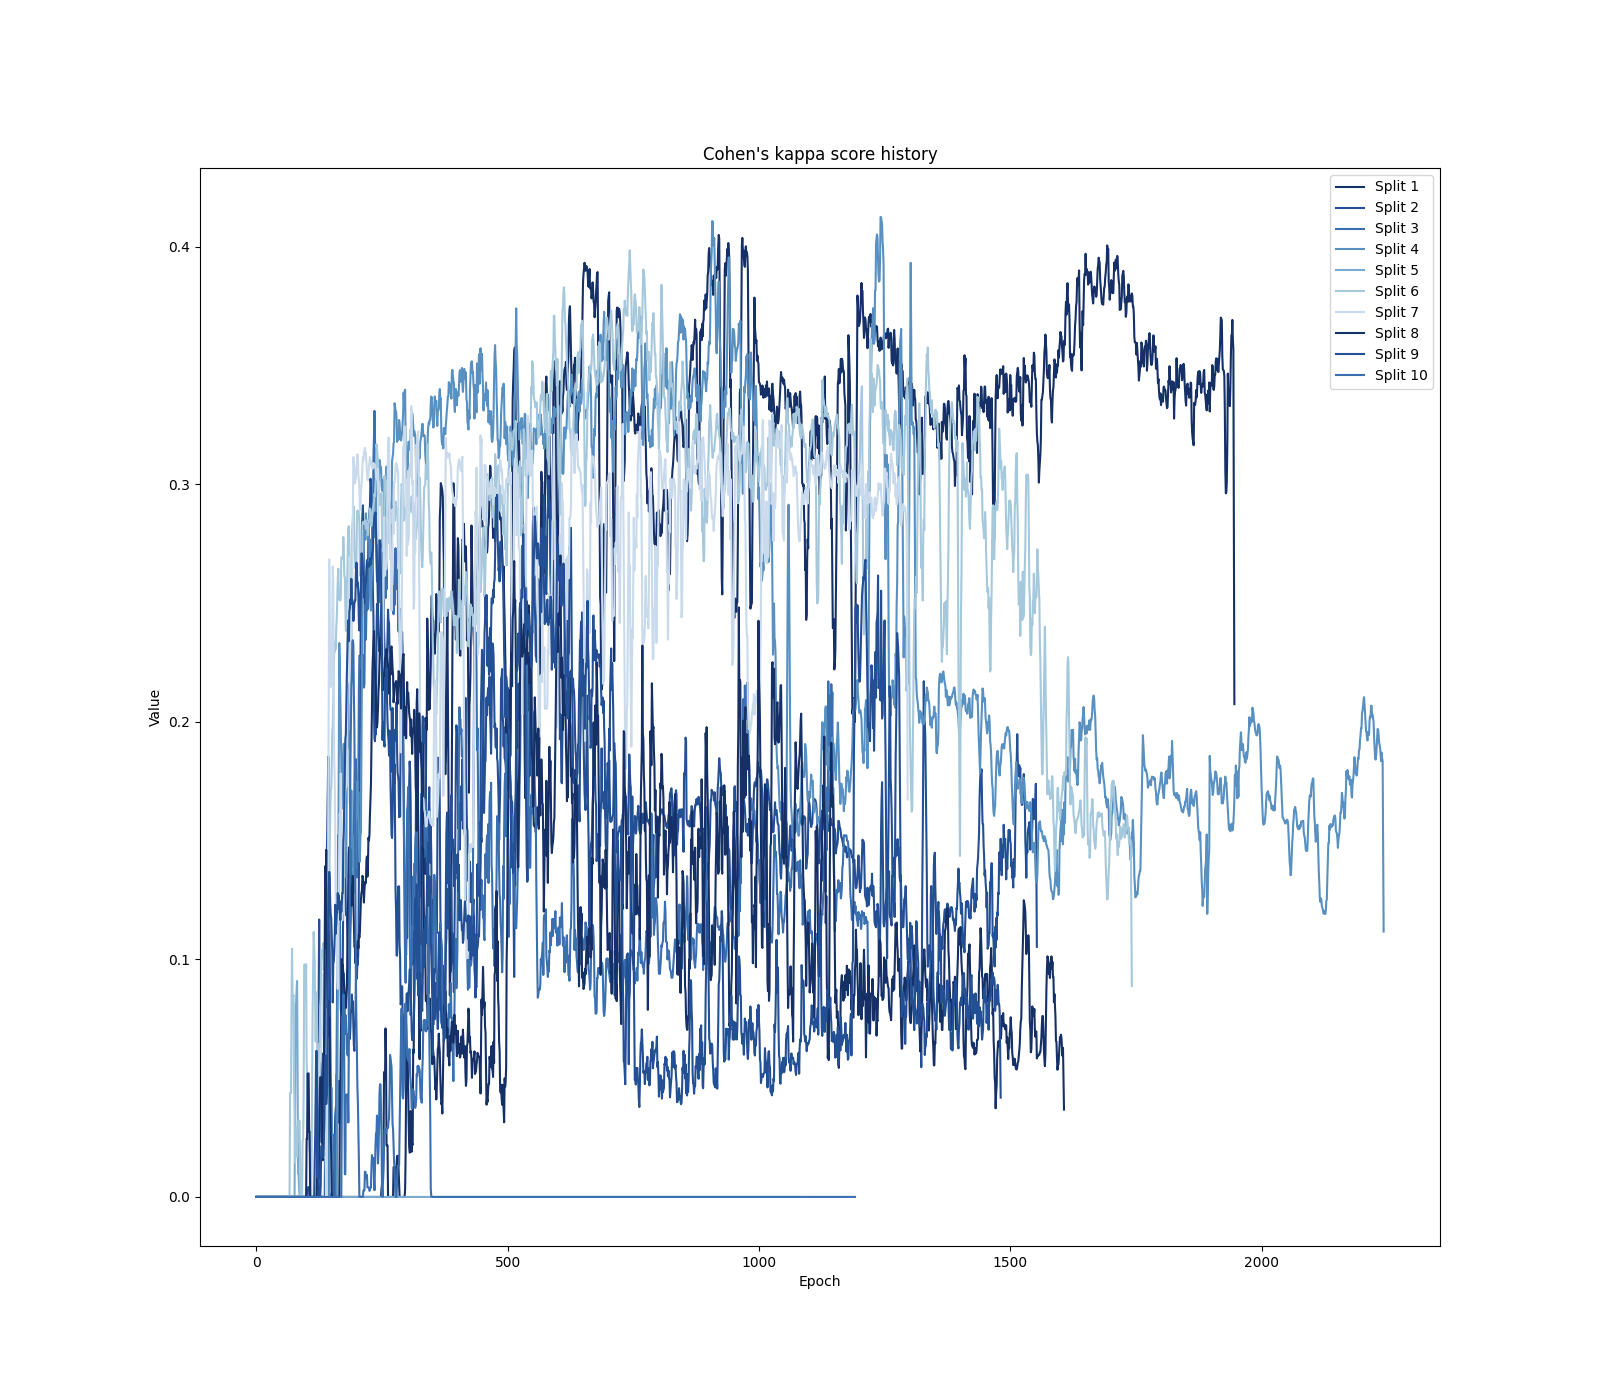 Cohen's kappa score history
Split 1
Split 2
Split 3
Split 4
Split 5
Split 6
Split 7
Split 8
Split 9
Split 10
0.4
0.3
0.2
0.1
0.0
Value
0
500
1000
1500
2000
Epoch